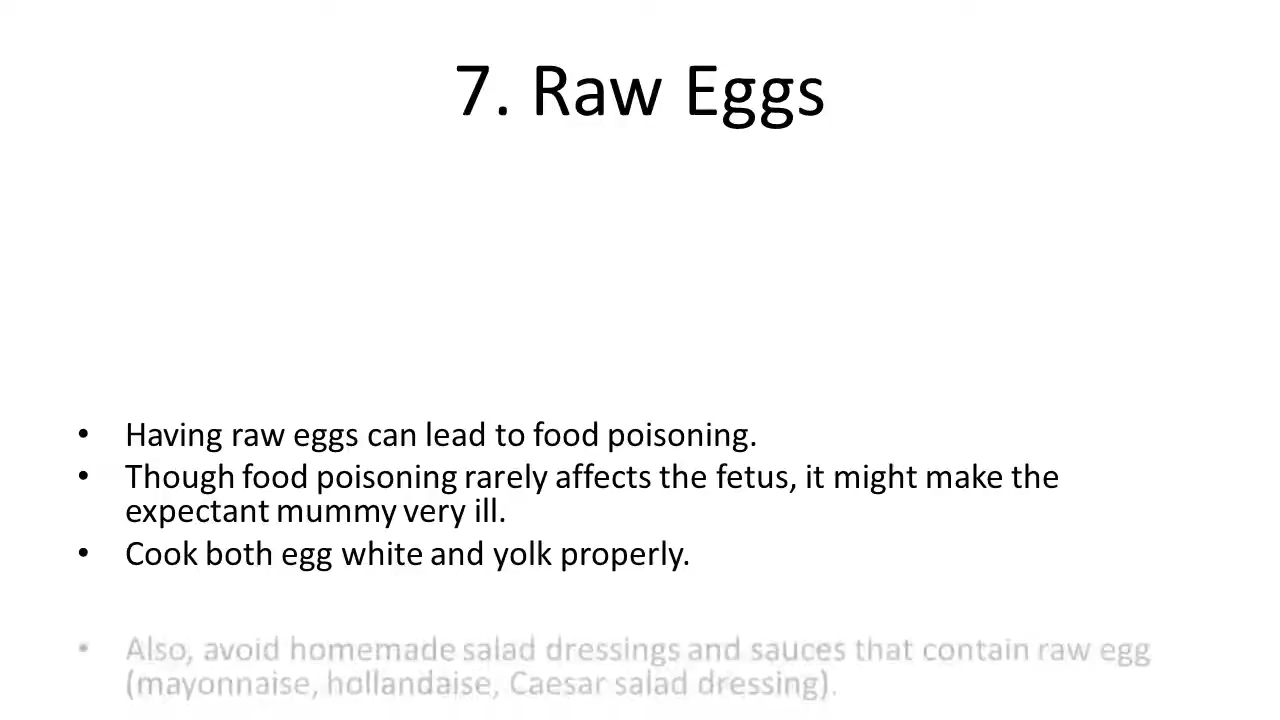 7. Raw Eggs
• Having raw eggs can lead to food poisoning.
• Though food poisoning rarely affects the fetus, it might make the
expectant mummy very ill.
• Cook both egg white and yolk properly.
• Also, avoid homemade salad dressings and sauces that contain raw egg
(mayonnaise, hollandaise, Caesar salad dressing).